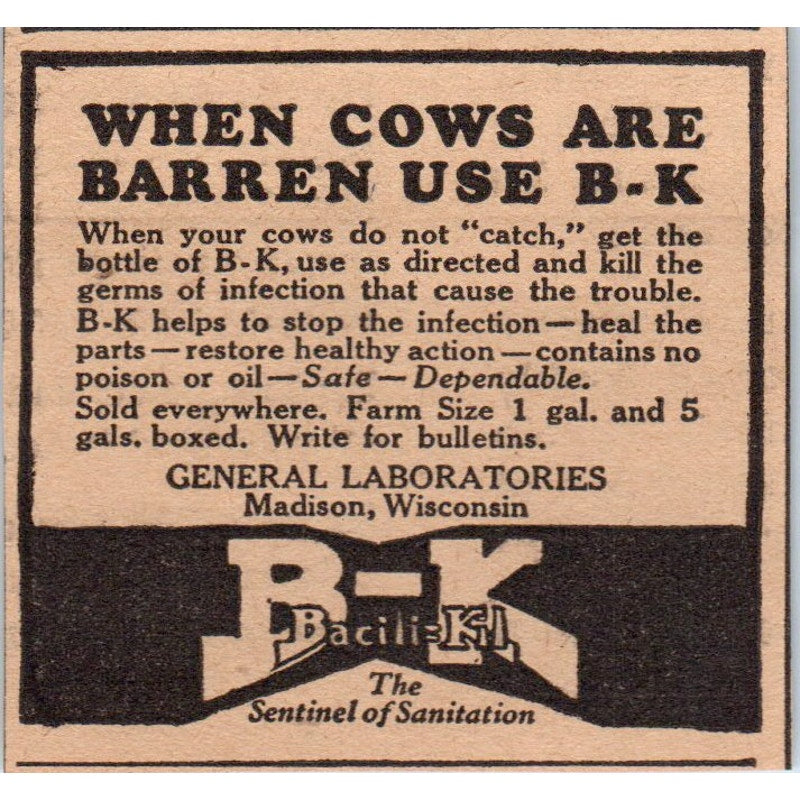 WHEN COWS ARE
BARREN USE B-K
When your cows do not "catch," get the
bottle of B-K, use as directed and kill the
germs of infection that cause the trouble.
B-K helps to stop the infection—heal the
parts—restore healthy action—contains no
poison or oil—Safe—Dependable.
Sold everywhere. Farm Size 1 gal. and 5
gals. boxed. Write for bulletins.
GENERAL LABORATORIES
Madison, Wisconsin
B-K
Bacili-Kil
The
Sentinel of Sanitation